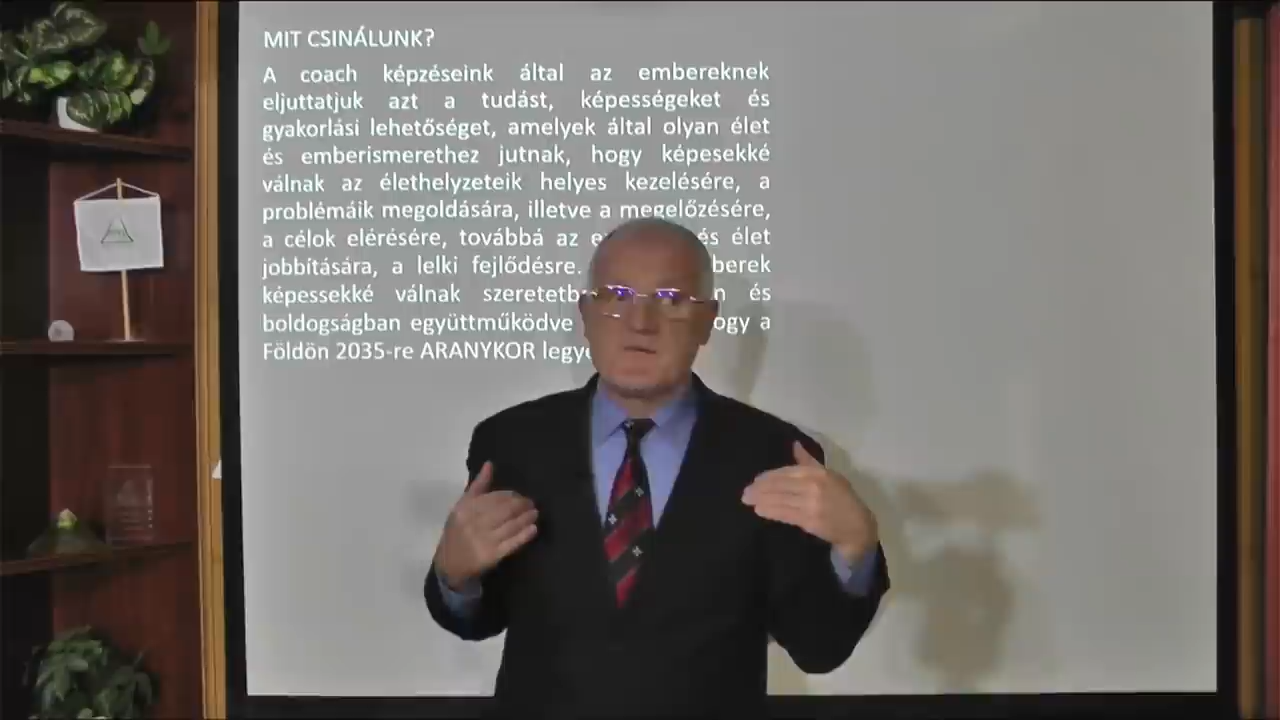 MIT CSINÁLUNK?
A coach képzéseink által az embereknek
eljuttatjuk azt a tudást, képességeket és
gyakorlási lehetőséget, amelyek által olyan élet
és emberismerethez jutnak, hogy képesekké
válnak az élethelyzeteik helyes kezelésére, a
problémáik megoldására, illetve a megelőzésére,
a célok elérésére, továbbá az és élet
jobbítására, a lelki fejlődésre.
képessekké válnak és
boldogságban együttműködve a
Földön 2035-re ARANYKOR